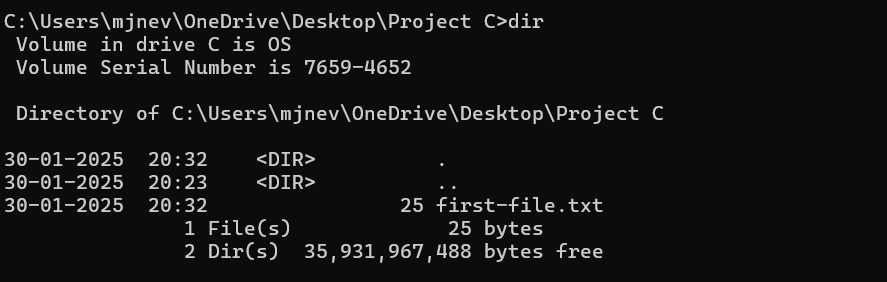 C:\Users\mjnev\OneDrive\Desktop\Project C>dir
 Volume in drive C is OS
 Volume Serial Number is 7659-4652

 Directory of C:\Users\mjnev\OneDrive\Desktop\Project C

30-01-2025  20:32    <DIR>          .
30-01-2025  20:23    <DIR>          ..
30-01-2025  20:32                25 first-file.txt
               1 File(s)             25 bytes
               2 Dir(s)  35,931,967,488 bytes free